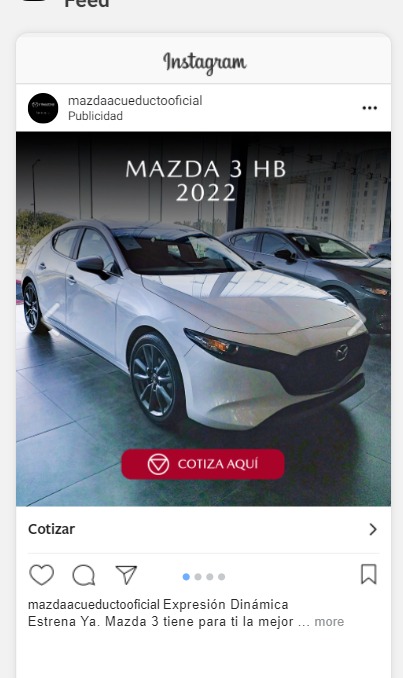 Feed
Instagram
mazdaacueductooficial
Publicidad
MAZDA 3 HB
2022
COTIZA AQUÍ
Cotizar
mazdaacueductooficial Expresión Dinámica
Estrena Ya. Mazda 3 tiene para ti la mejor ... more